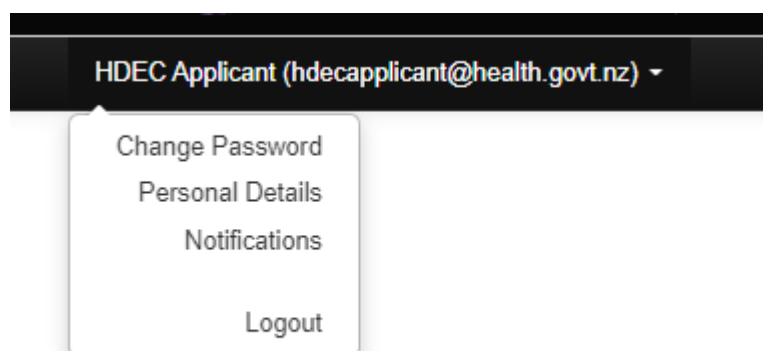 HDEC Applicant (hdecapplicant@health.govt.nz)
Change Password
Personal Details
Notifications
Logout